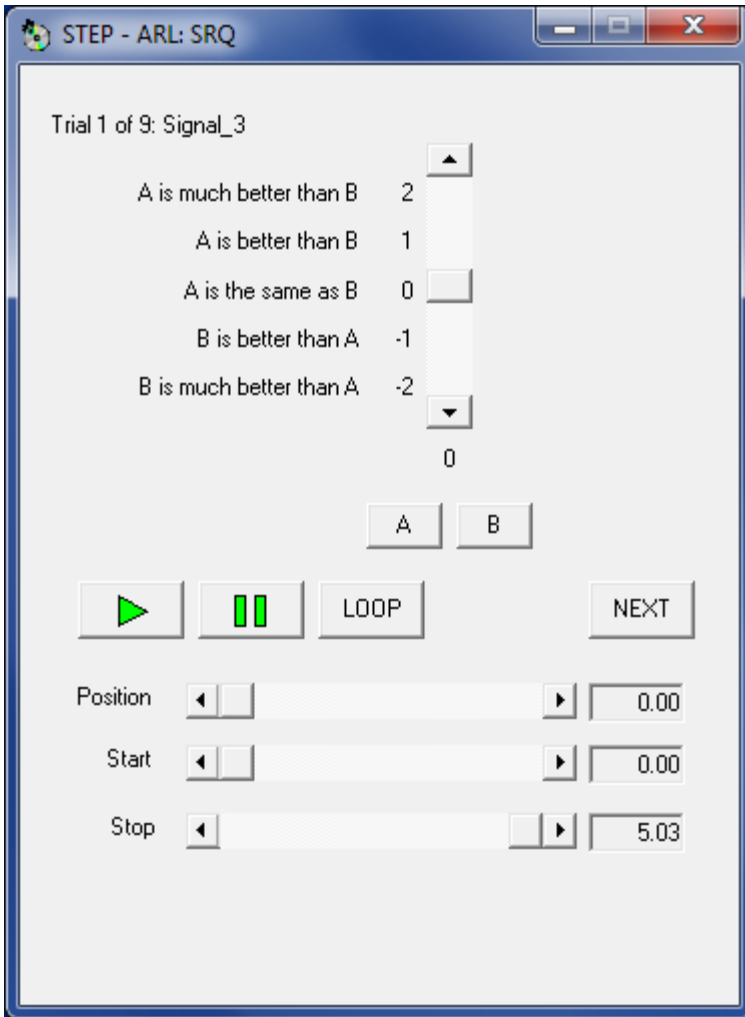 STEP - ARL: SRQ
Trial 1 of 9: Signal_3
A is much better than B 2
A is better than B 1
A is the same as B 0
B is better than A -1
B is much better than A -2
0
A B
LOOP NEXT
Position 0.00
Start 0.00
Stop 5.03